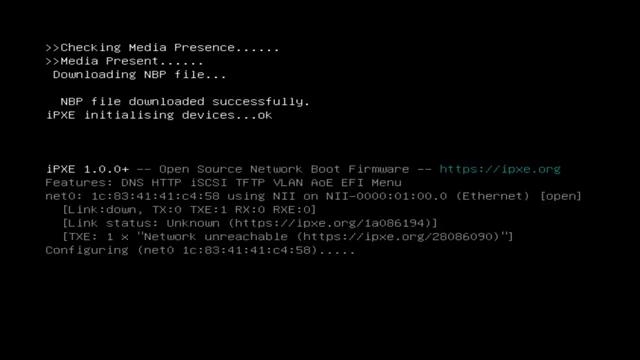 >>Checking Media Presence......
>>Media Present......
Downloading NBP file...
NBP file downloaded successfully.
iPXE initialising devices...ok
iPXE 1.0.0+ -- Open Source Network Boot Firmware -- https://ipxe.org
Features: DNS HTTP iSCSI TFTP VLAN AoE EFI Menu
net0: 1c:83:41:41:c4:58 using NII on NII-0000:01:00.0 (Ethernet) [open]
[Link:down, TX:0 TXE:1 RX:0 RXE:0]
[Link status: Unknown (https://ipxe.org/1a086194)]
[TXE: 1 x "Network unreachable (https://ipxe.org/28086090)"]
Configuring (net0 1c:83:41:41:c4:58).....